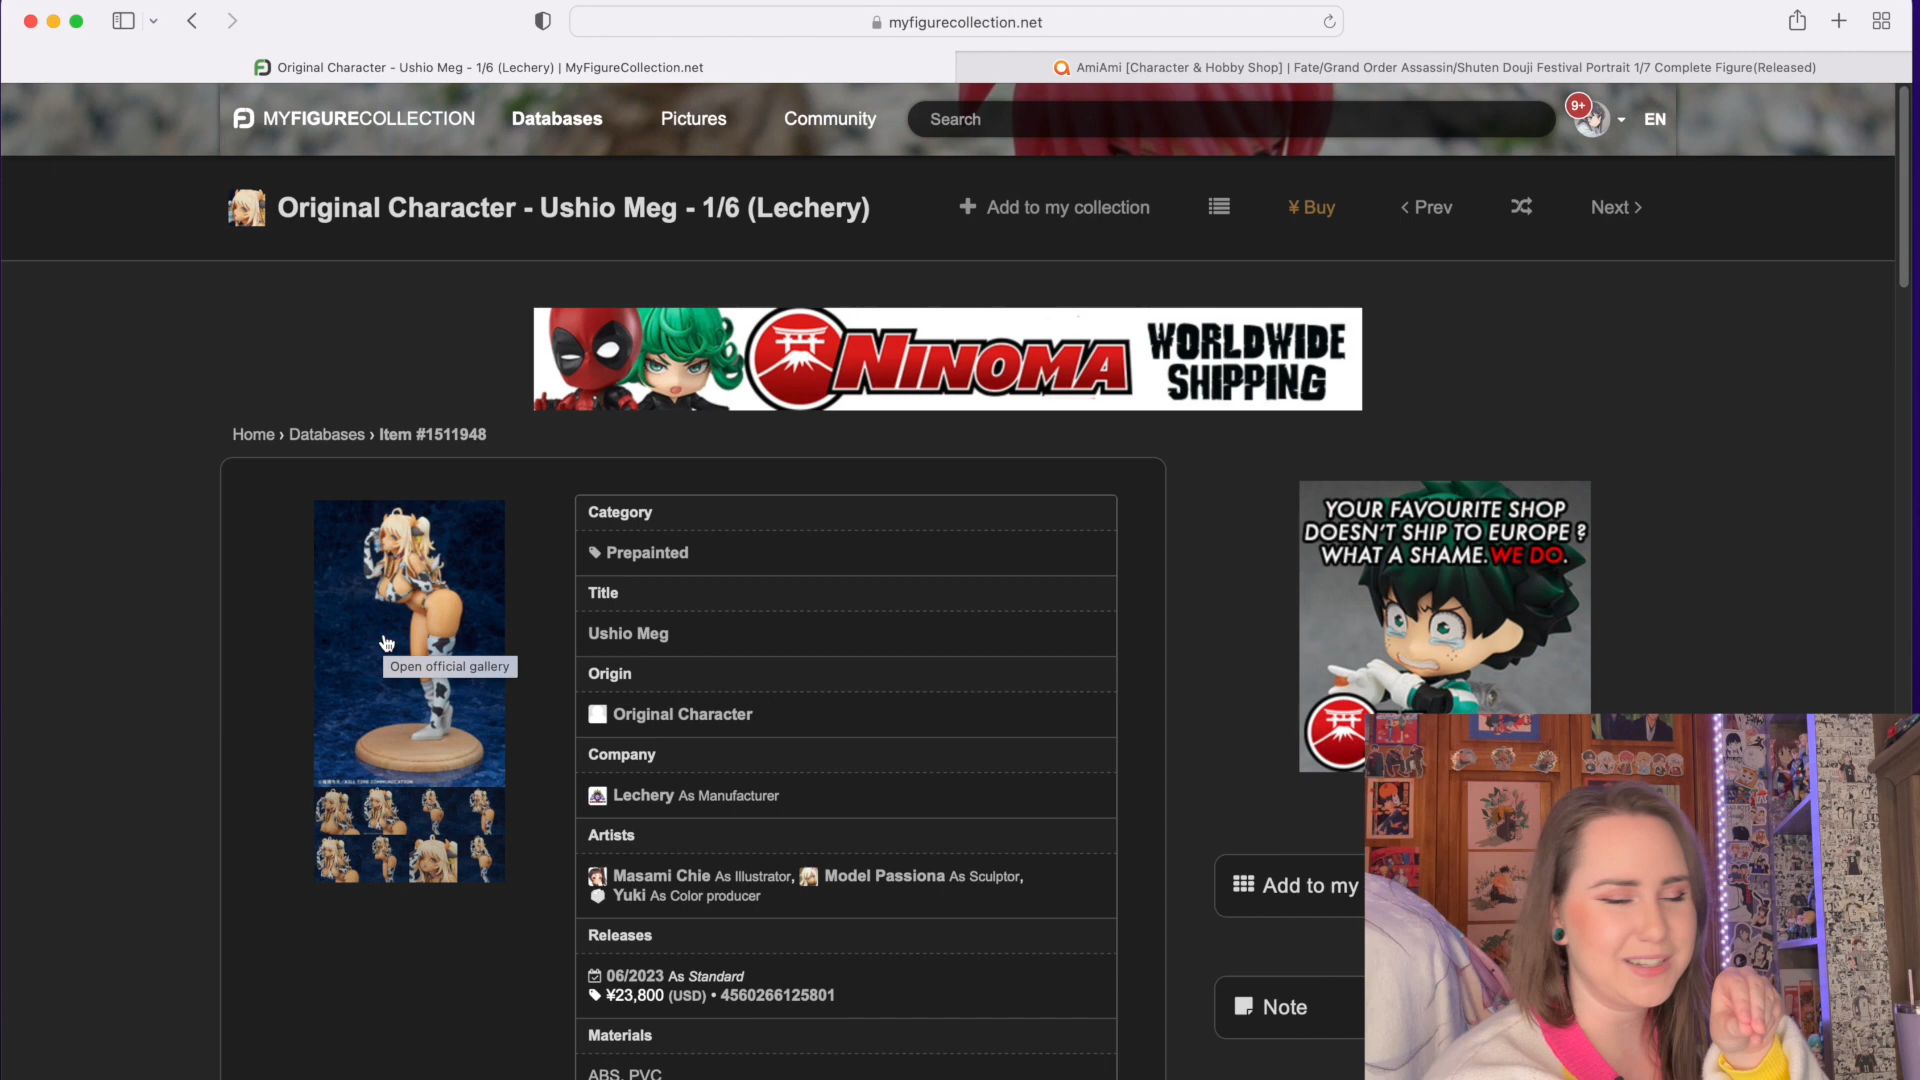 myfigurecollection.net
Original Character - Ushio Meg - 1/6 (Lechery) | MyFigureCollection.net
AmiAmi [Character & Hobby Shop] | Fate/Grand Order Assassin/Shuten Douji Festival Portrait 1/7 Complete Figure(Released)
MYFIGURECOLLECTION
Databases
Pictures
Community
Search
9+
EN
Original Character - Ushio Meg - 1/6 (Lechery)
Add to my collection
¥ Buy
< Prev
Next >
NINOMA
WORLDWIDE
SHIPPING
Home › Databases › Item #1511948
Category
Prepainted
Title
Ushio Meg
Origin
Original Character
Company
Lechery As Manufacturer
Artists
Masami Chie As Illustrator, Model Passiona As Sculptor,
Yuki As Color producer
Releases
06/2023 As Standard
¥23,800 (USD) • 4560266125801
Materials
ABS, PVC
Open official gallery
YOUR FAVOURITE SHOP
DOESN'T SHIP TO EUROPE ?
WHAT A SHAME. WE DO.
Add to my
Note